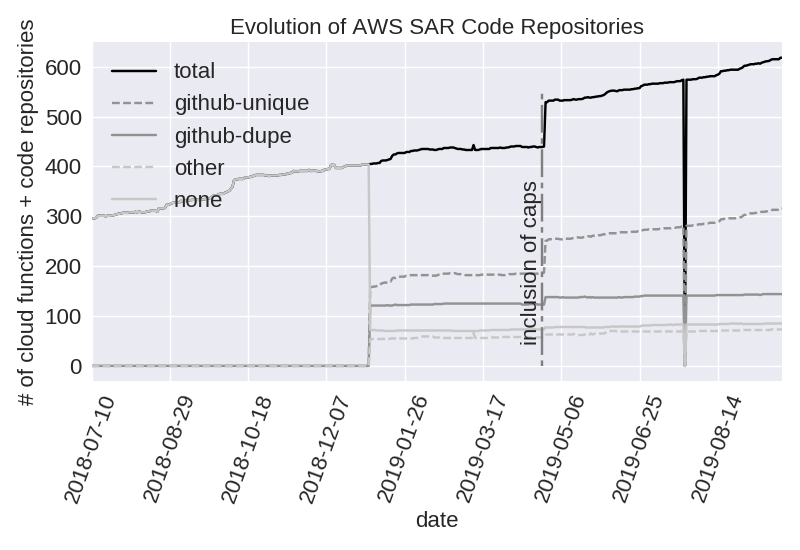 Evolution of AWS SAR Code Repositories
# of cloud functions + code repositories
600
500
400
300
200
100
0
total
github-unique
github-dupe
other
none
inclusion of caps
2018-07-10
2018-08-29
2018-10-18
2018-12-07
2019-01-26
2019-03-17
2019-05-06
2019-06-25
2019-08-14
date